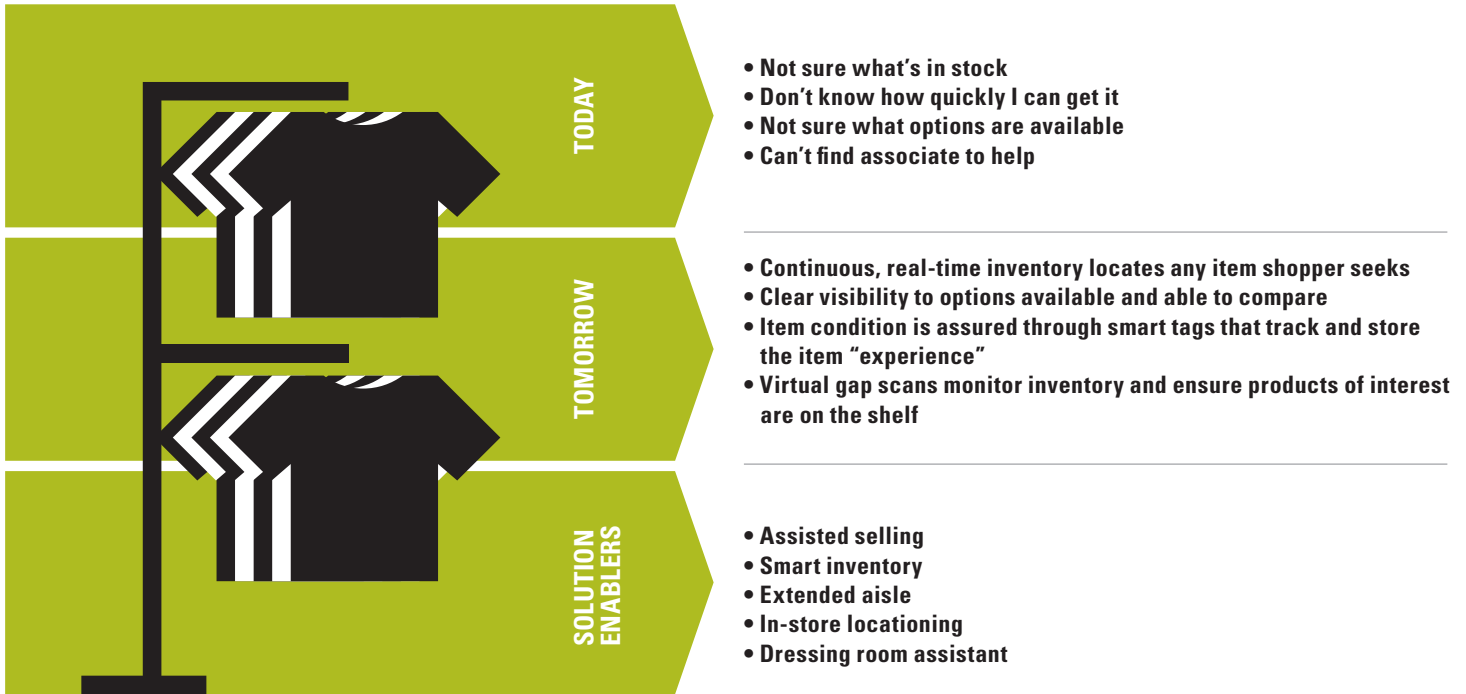 TODAY
• Not sure what's in stock
• Don't know how quickly I can get it
• Not sure what options are available
• Can't find associate to help
TOMORROW
• Continuous, real-time inventory locates any item shopper seeks
• Clear visibility to options available and able to compare
• Item condition is assured through smart tags that track and store
the item “experience”
• Virtual gap scans monitor inventory and ensure products of interest
are on the shelf
SOLUTION
ENABLERS
• Assisted selling
• Smart inventory
• Extended aisle
• In-store locationing
• Dressing room assistant